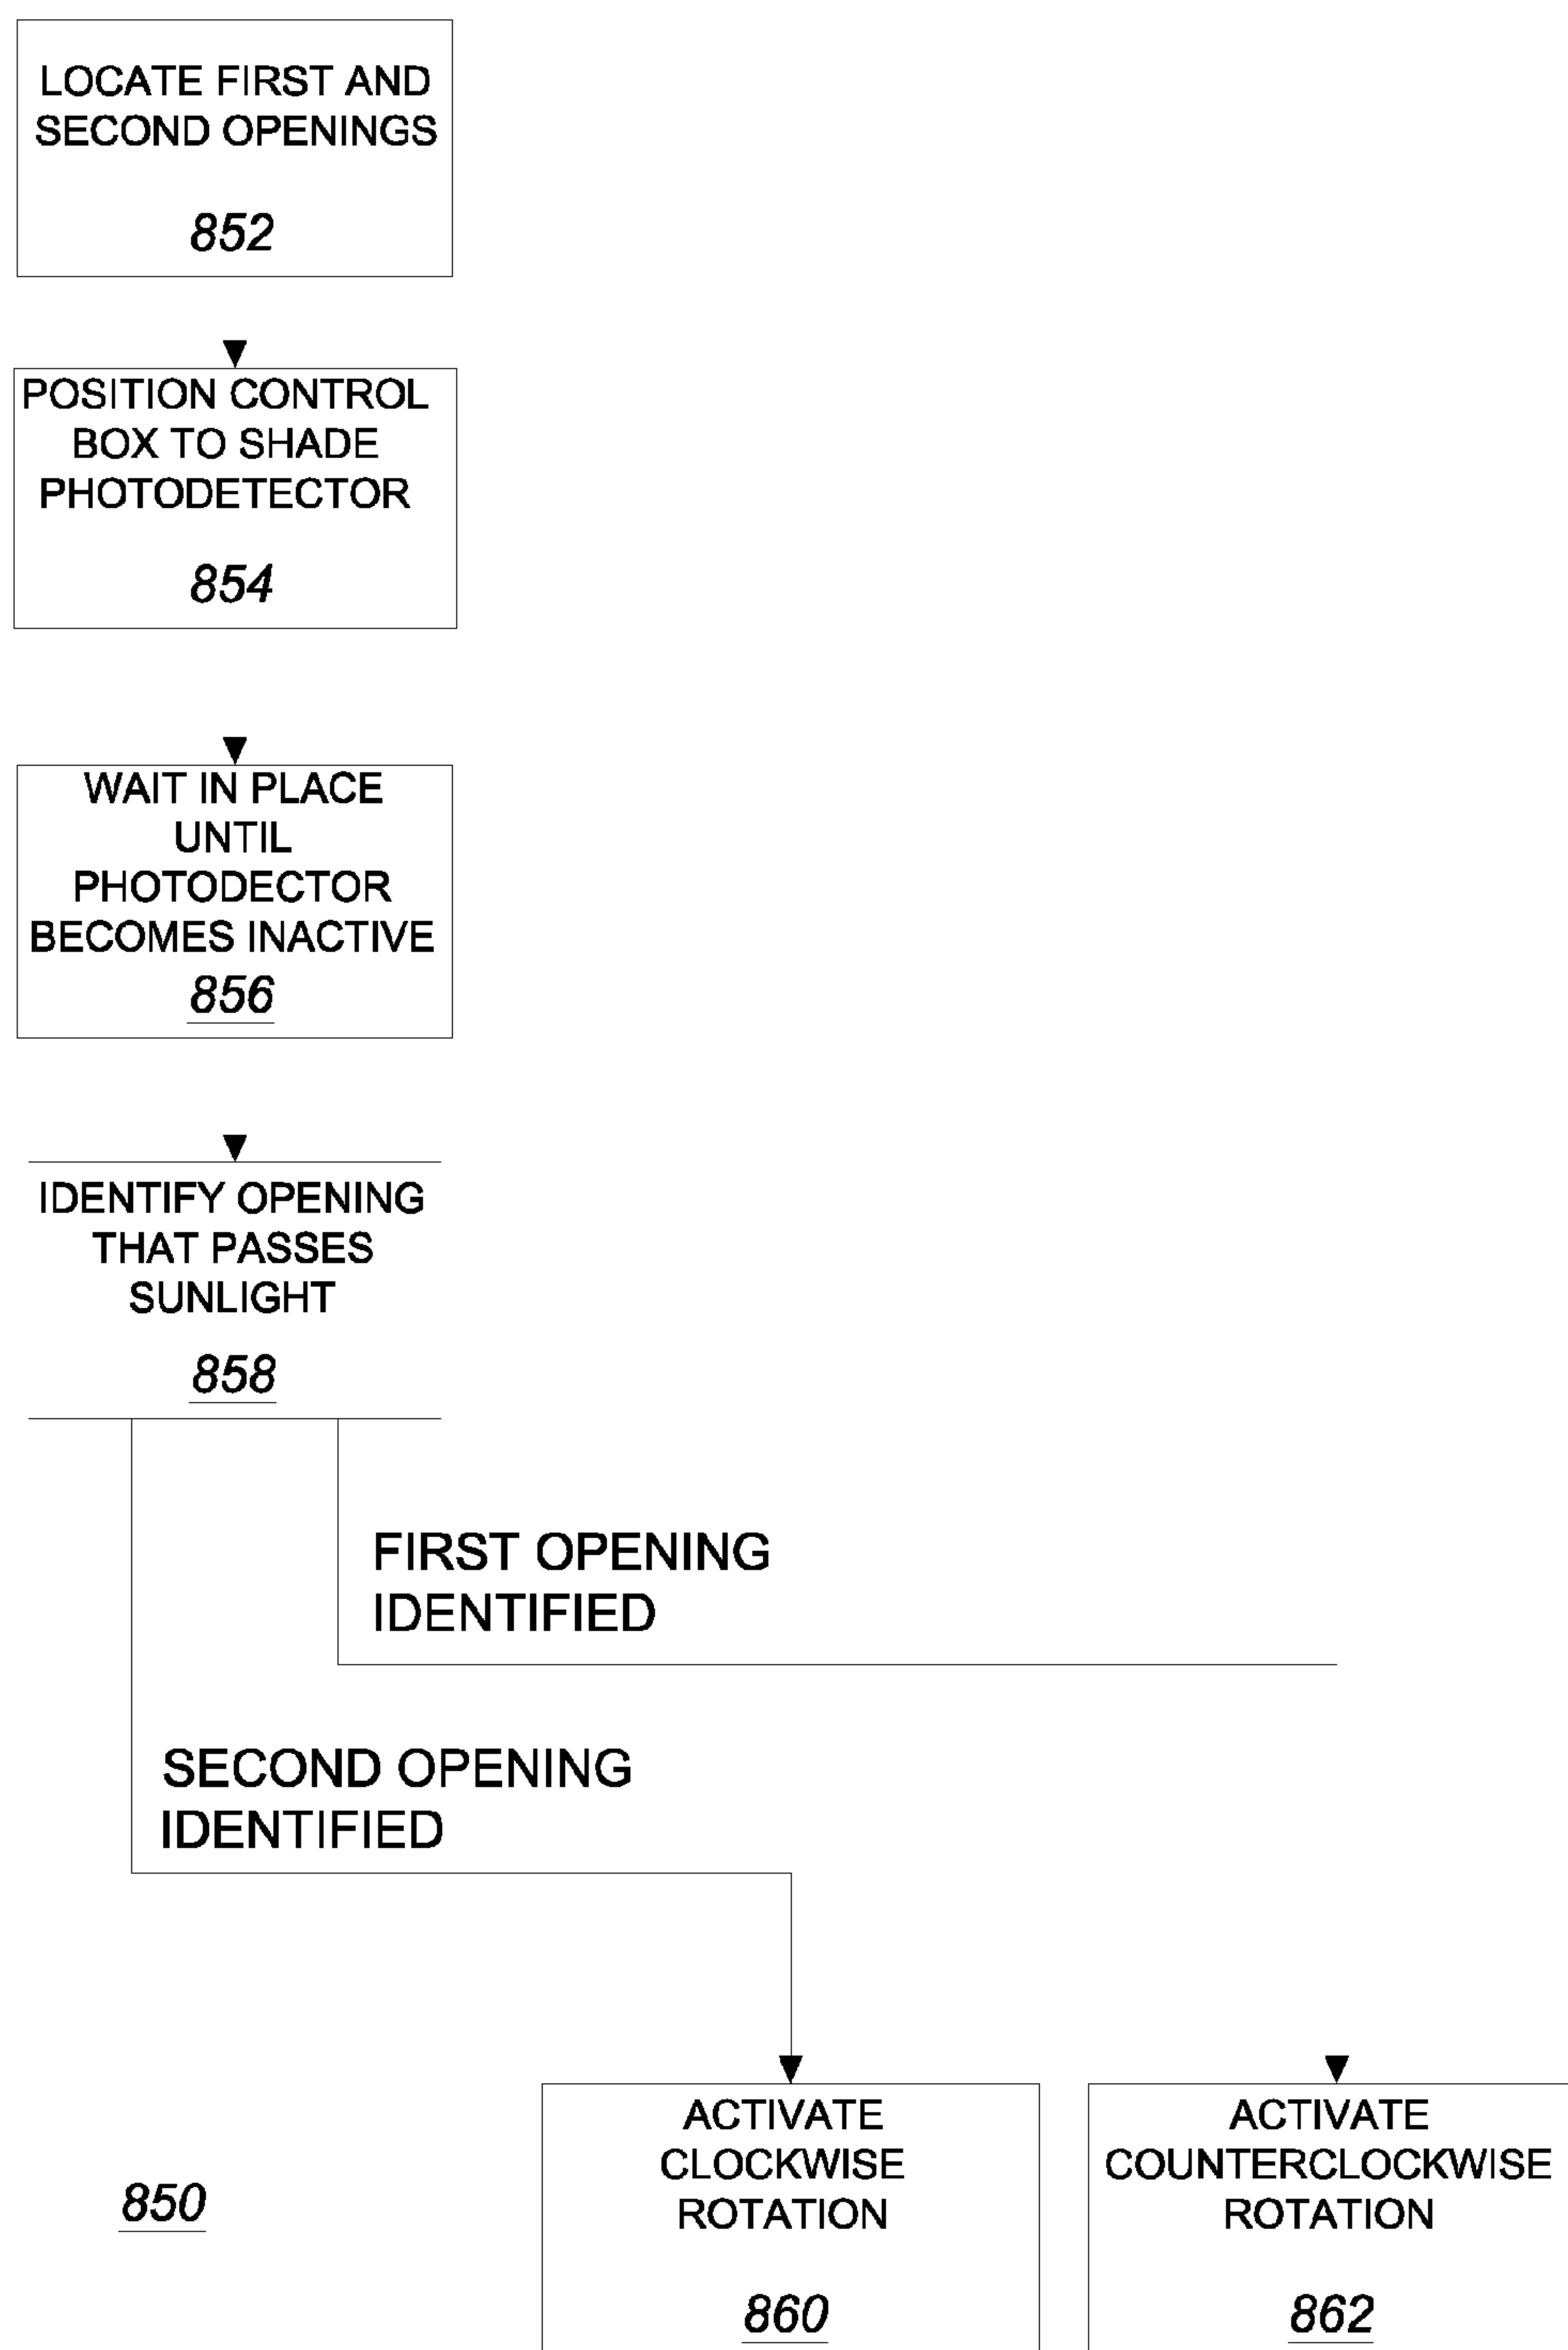 LOCATE FIRST AND
SECOND OPENINGS
852
POSITION CONTROL
BOX TO SHADE
PHOTODETECTOR
854
WAIT IN PLACE
UNTIL
PHOTODECTOR
BECOMES INACTIVE
856
IDENTIFY OPENING
THAT PASSES
SUNLIGHT
858
FIRST OPENING
IDENTIFIED
SECOND OPENING
IDENTIFIED
850
ACTIVATE
CLOCKWISE
ROTATION
860
ACTIVATE
COUNTERCLOCKWISE
ROTATION
862